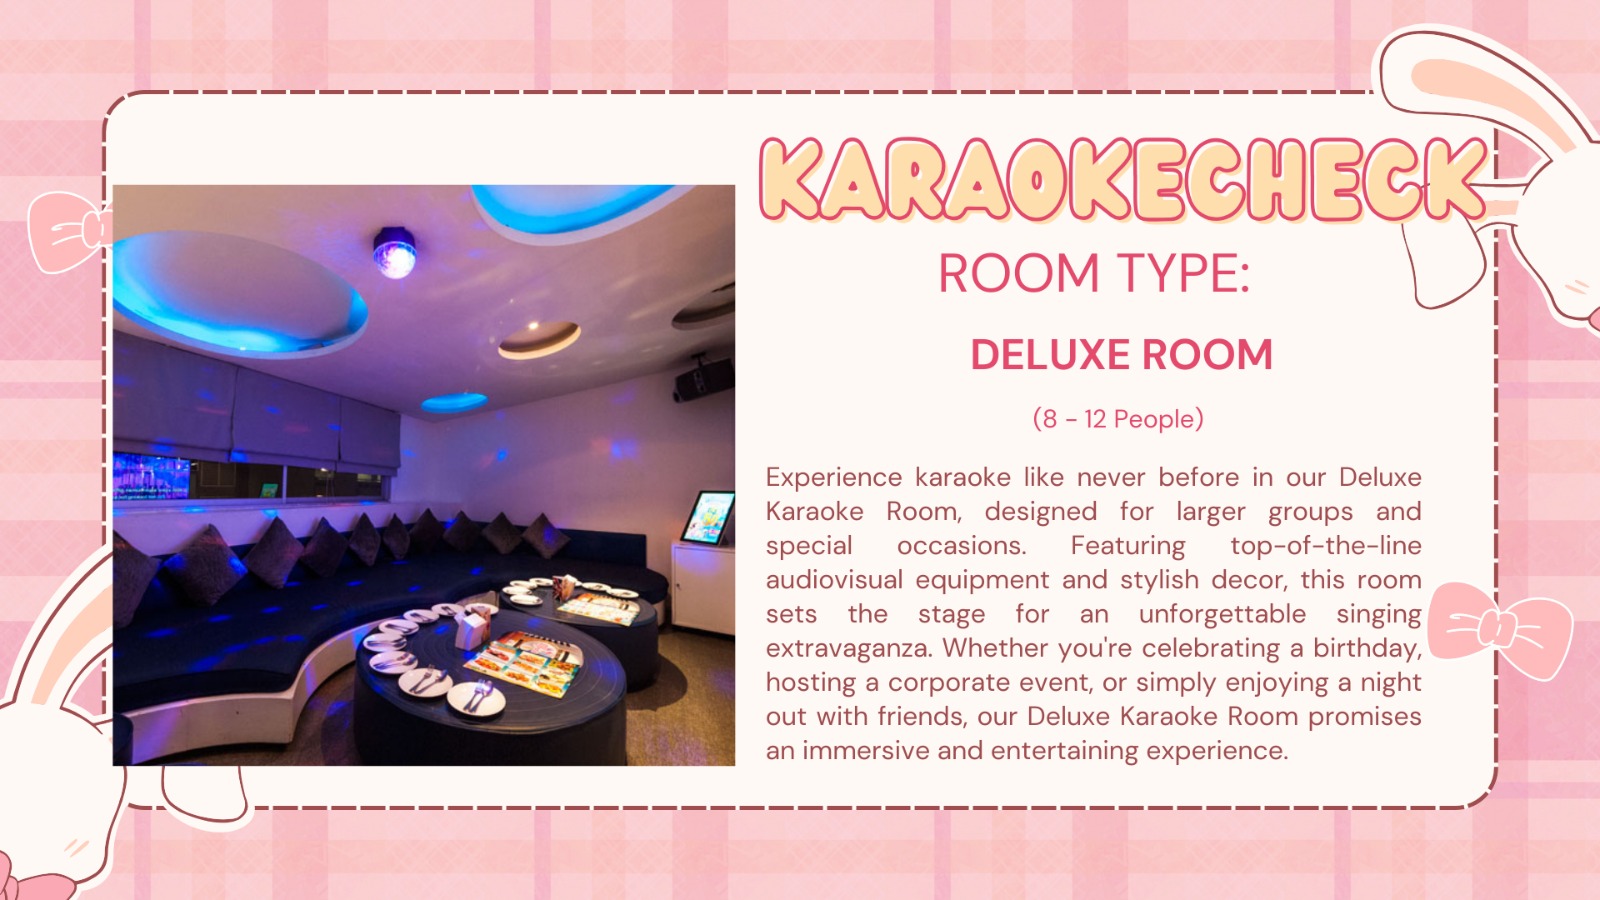 KARAOKECHECK
ROOM TYPE:
DELUXE ROOM
(8 - 12 People)
Experience karaoke like never before in our Deluxe
Karaoke Room, designed for larger groups and
special occasions. Featuring top-of-the-line
audiovisual equipment and stylish decor, this room
sets the stage for an unforgettable singing
extravaganza. Whether you're celebrating a birthday,
hosting a corporate event, or simply enjoying a night
out with friends, our Deluxe Karaoke Room promises
an immersive and entertaining experience.